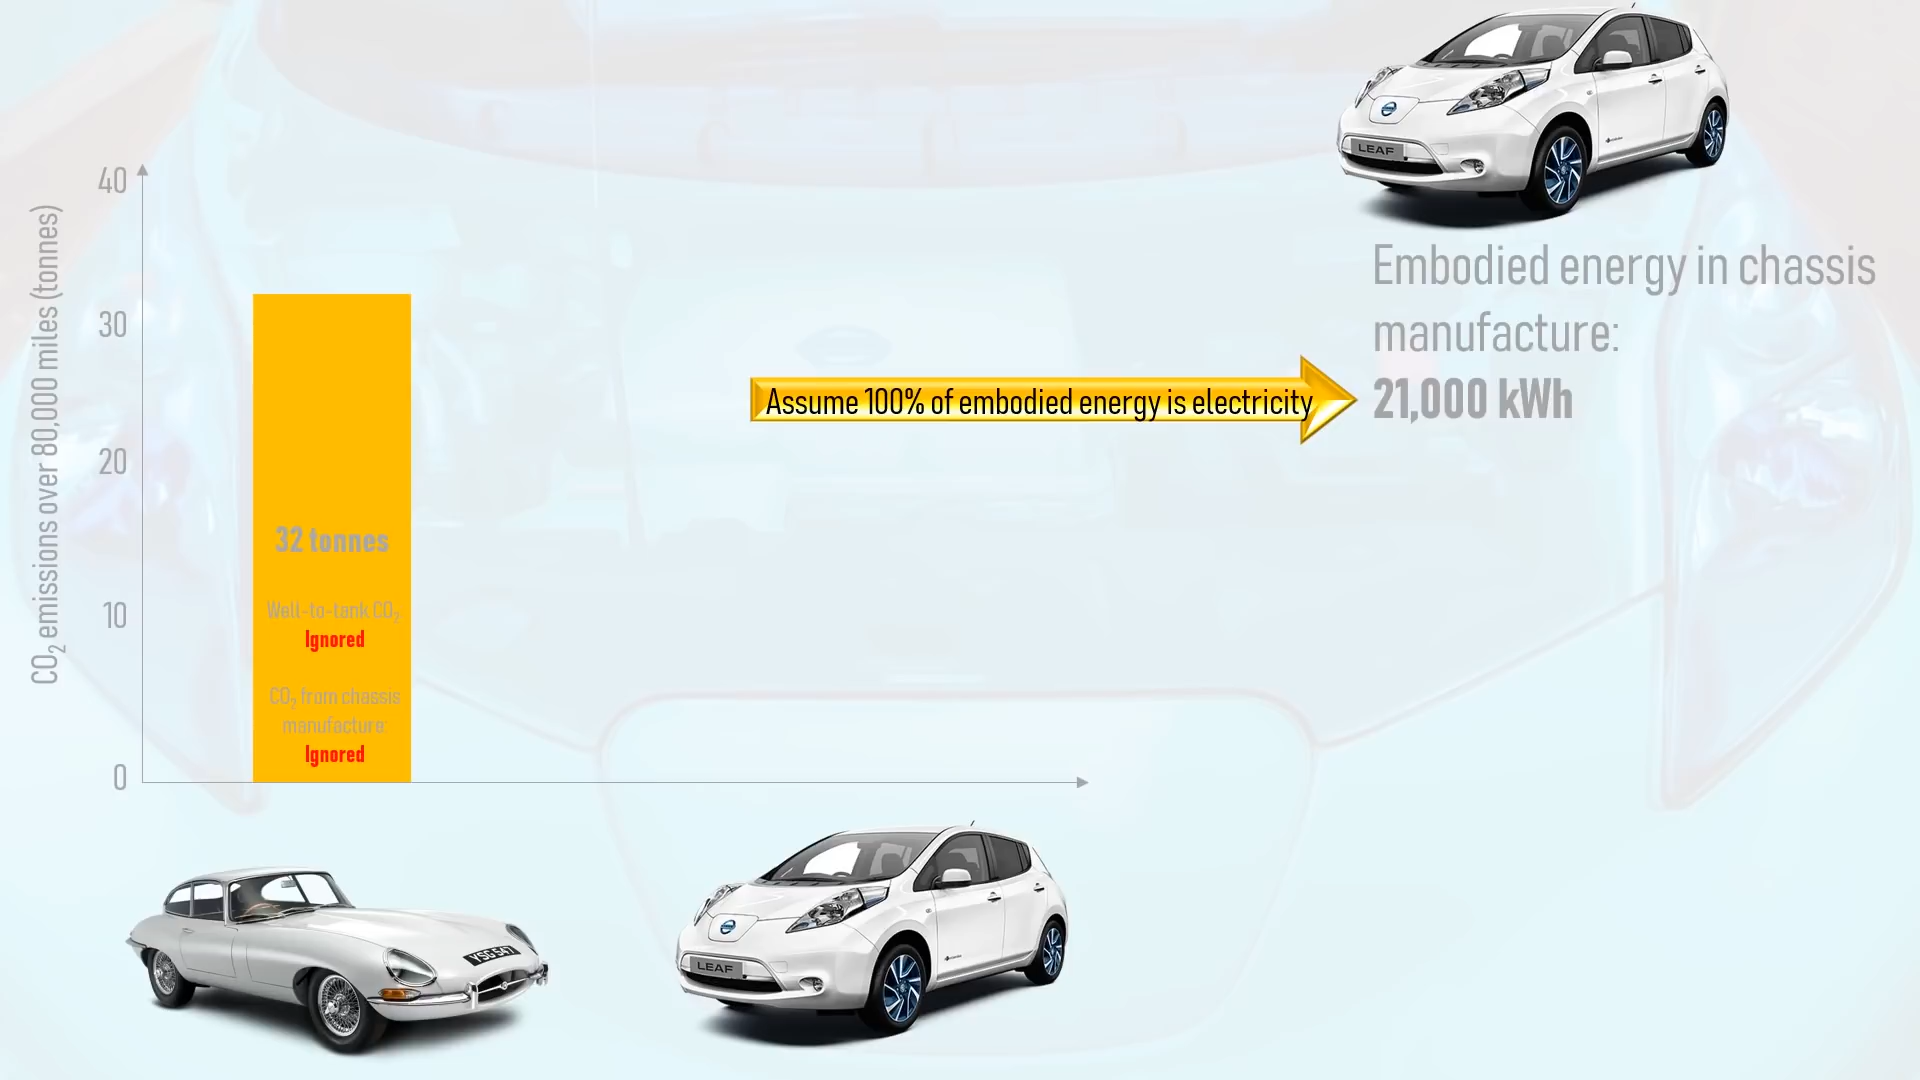 CO₂ emissions over 80,000 miles (tonnes)
40
30
20
10
0
32 tonnes
Well-to-tank CO₂
Ignored
CO₂ from chassis
manufacture:
Ignored
Assume 100% of embodied energy is electricity
LEAF
Embodied energy in chassis
manufacture:
21,000 kWh
YSG 547
LEAF